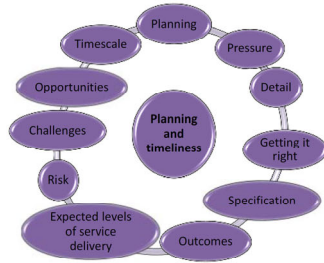 Planning
Timescale
Pressure
Opportunities
Detail
Challenges
Planning
and
timeliness
Getting it
right
Risk
Specification
Expected levels
of service
delivery
Outcomes